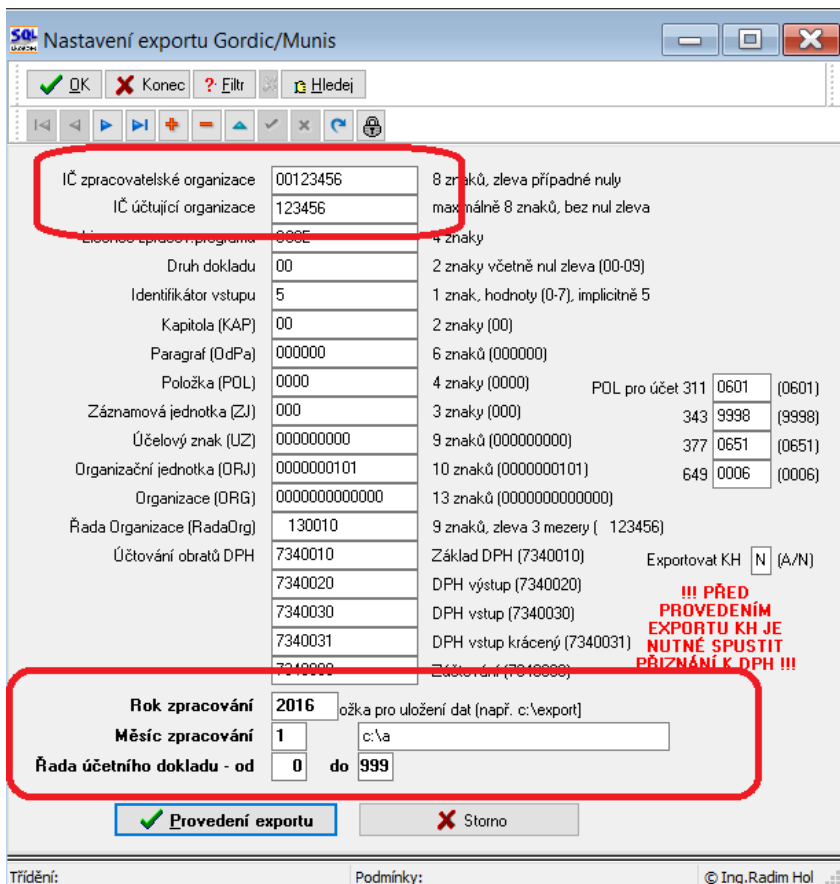 SQL
Nastavení exportu Gordic/Munis
OK Konec Filtr Hledej
IČ zpracovatelské organizace 00123456 8 znaků, zleva případné nuly
IČ účtující organizace 123456 maximálně 8 znaků, bez nul zleva
4 znaky
Druh dokladu 00 2 znaky včetně nul zleva (00-09)
Identifikátor vstupu 5 1 znak, hodnoty (0-7), implicitně 5
Kapitola (KAP) 00 2 znaky (00)
Paragraf (OdPa) 000000 6 znaků (000000)
Položka (POL) 0000 4 znaky (0000) POL pro účet 311 0601 (0601)
Záznamová jednotka (ZJ) 000 3 znaky (000) 343 9998 (9998)
Účelový znak (UZ) 000000000 9 znaků (000000000) 377 0651 (0651)
Organizační jednotka (ORJ) 0000000101 10 znaků (0000000101) 649 0006 (0006)
Organizace (ORG) 0000000000000 13 znaků (0000000000000)
Řada Organizace (RadaOrg) 130010 9 znaků, zleva 3 mezery ( 123456)
Účtování obratů DPH 7340010 Základ DPH (7340010) Exportovat KH N (A/N)
7340020 DPH výstup (7340020)
7340030 DPH vstup (7340030)
7340031 DPH vstup krácený (7340031)
!!! PŘED
PROVEDENÍM
EXPORTU KH JE
NUTNÉ SPUSTIT
PŘIZNÁNÍ K DPH !!!
Rok zpracování 2016 ožka pro uložení dat [např. c:\export]
Měsíc zpracování 1 c:\a
Řada účetního dokladu - od 0 do 999
Provedení exportu Storno
Třídění: Podmínky: © Ing.Radim Hol